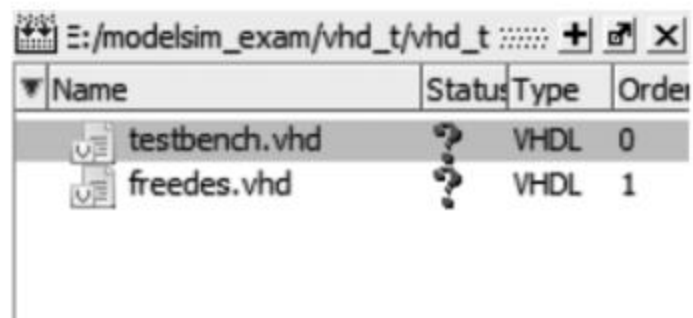 E:/modelsim_exam/vhd_t/vhd_t
Name Status Type Order
testbench.vhd ? VHDL 0
freedes.vhd ? VHDL 1